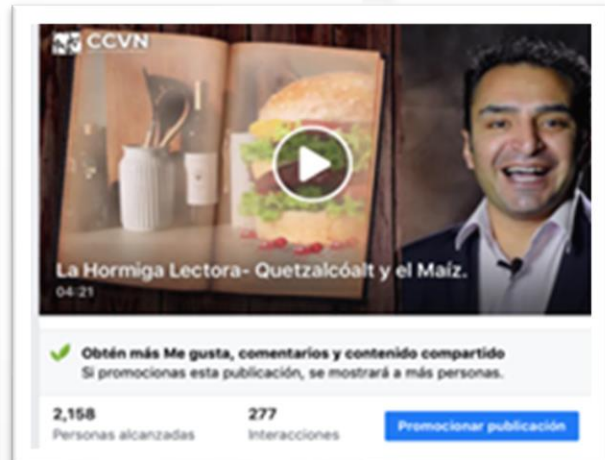 CCVN
La Hormiga Lectora- Quetzalcóalt y el Maíz.
04:21
Obtén más Me gusta, comentarios y contenido compartido
Si promocionas esta publicación, se mostrará a más personas.
2,158
Personas alcanzadas
277
Interacciones
Promocionar publicación